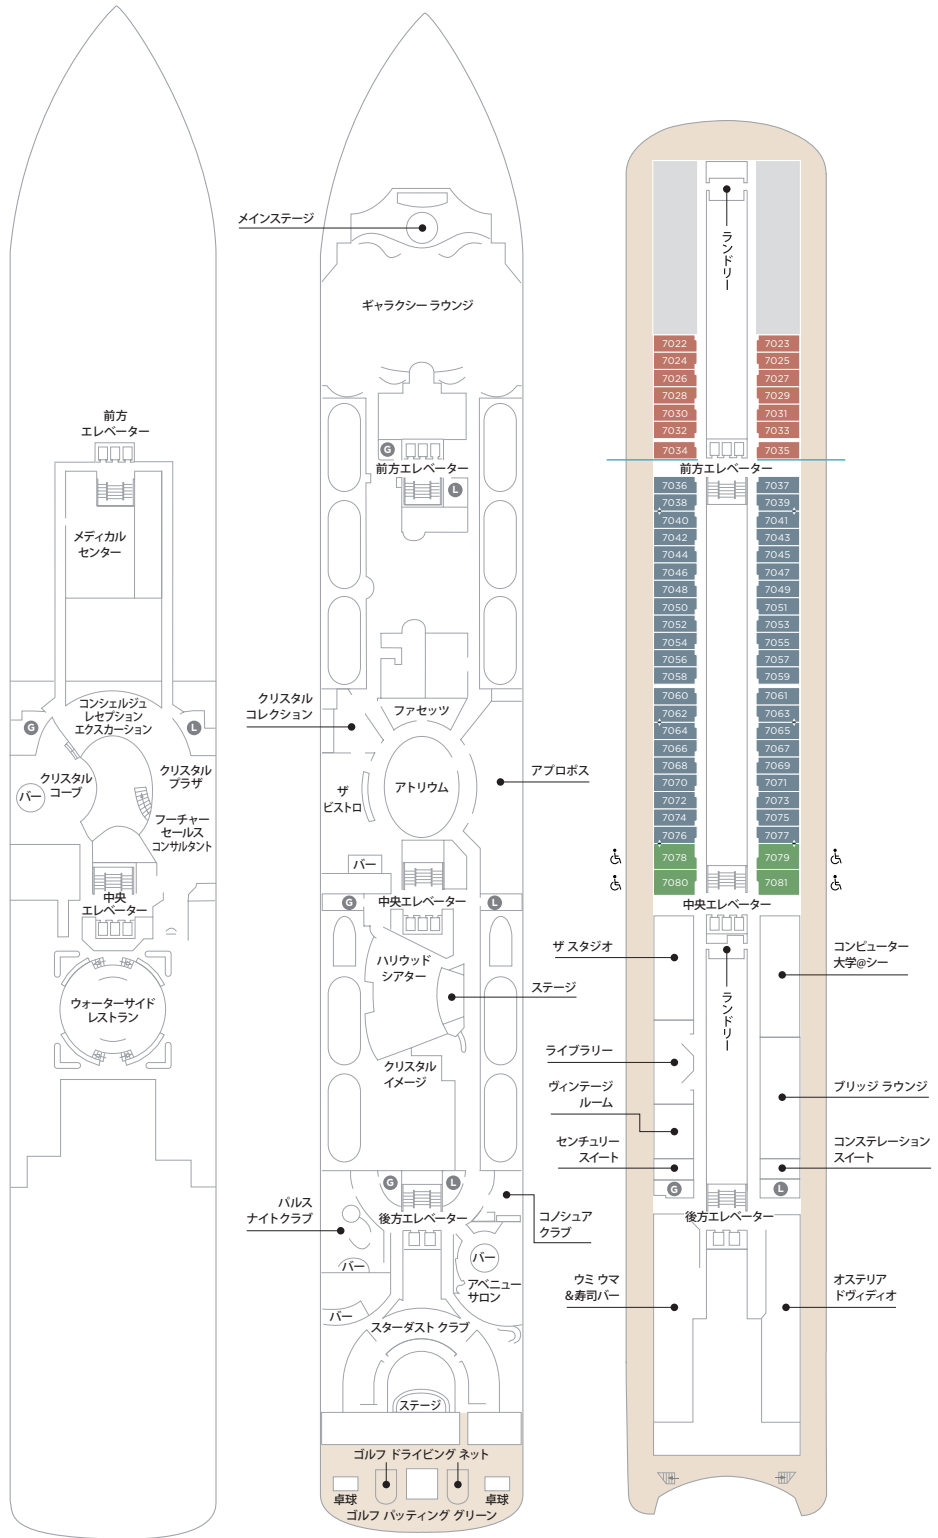 前方
エレベーター
メディカル
センター
コンシェルジュ
レセプション
エクスカーション
G
L
クリスタル
コーブ
バー
クリスタル
プラザ
フーチャー
セールス
コンサルタント
中央
エレベーター
ウォーターサイド
レストラン
メインステージ
ギャラクシー ラウンジ
G
前方エレベーター
L
クリスタル
コレクション
ファセッツ
アプロポス
アトリウム
ザ
ビストロ
バー
G
中央エレベーター
L
ハリウッド
シアター
ステージ
クリスタル
イメージ
G
L
後方エレベーター
パルス
ナイトクラブ
コノシュア
クラブ
バー
バー
アベニュー
サロン
バー
スターダスト クラブ
ステージ
ゴルフ ドライビング ネット
卓球
卓球
ゴルフ パッティング グリーン
ランドリー
7022 7023
7024 7025
7026 7027
7028 7029
7030 7031
7032 7033
7034 7035
前方エレベーター
7036 7037
7038 7039
7040 7041
7042 7043
7044 7045
7046 7047
7048 7049
7050 7051
7052 7053
7054 7055
7056 7057
7058 7059
7060 7061
7062 7063
7064 7065
7066 7067
7068 7069
7070 7071
7072 7073
7074 7075
7076 7077
7078 7079
7080 7081
中央エレベーター
ザ スタジオ
コンピューター
大学@シー
ランドリー
ライブラリー
ヴィンテージ
ルーム
ブリッジ ラウンジ
センチュリー
スイート
コンステレーション
スイート
G
L
後方エレベーター
ウミ ウマ
&寿司バー
オステリア
ドヴィディオ